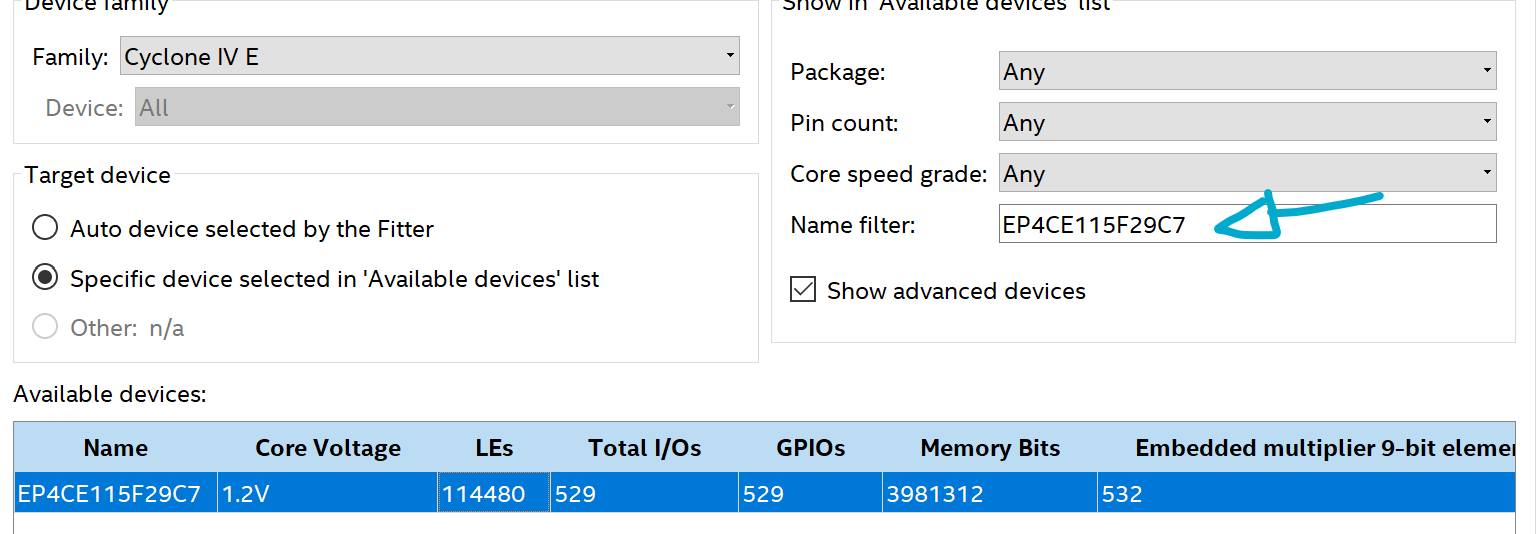 Device family
Show in 'Available devices' list
Family: Cyclone IV E
Device: All
Package: Any
Pin count: Any
Core speed grade: Any
Name filter: EP4CE115F29C7
Show advanced devices
Target device
Auto device selected by the Fitter
Specific device selected in 'Available devices' list
Other: n/a
Available devices:
Name Core Voltage LEs Total I/Os GPIOs Memory Bits Embedded multiplier 9-bit elemen
EP4CE115F29C7 1.2V 114480 529 529 3981312 532